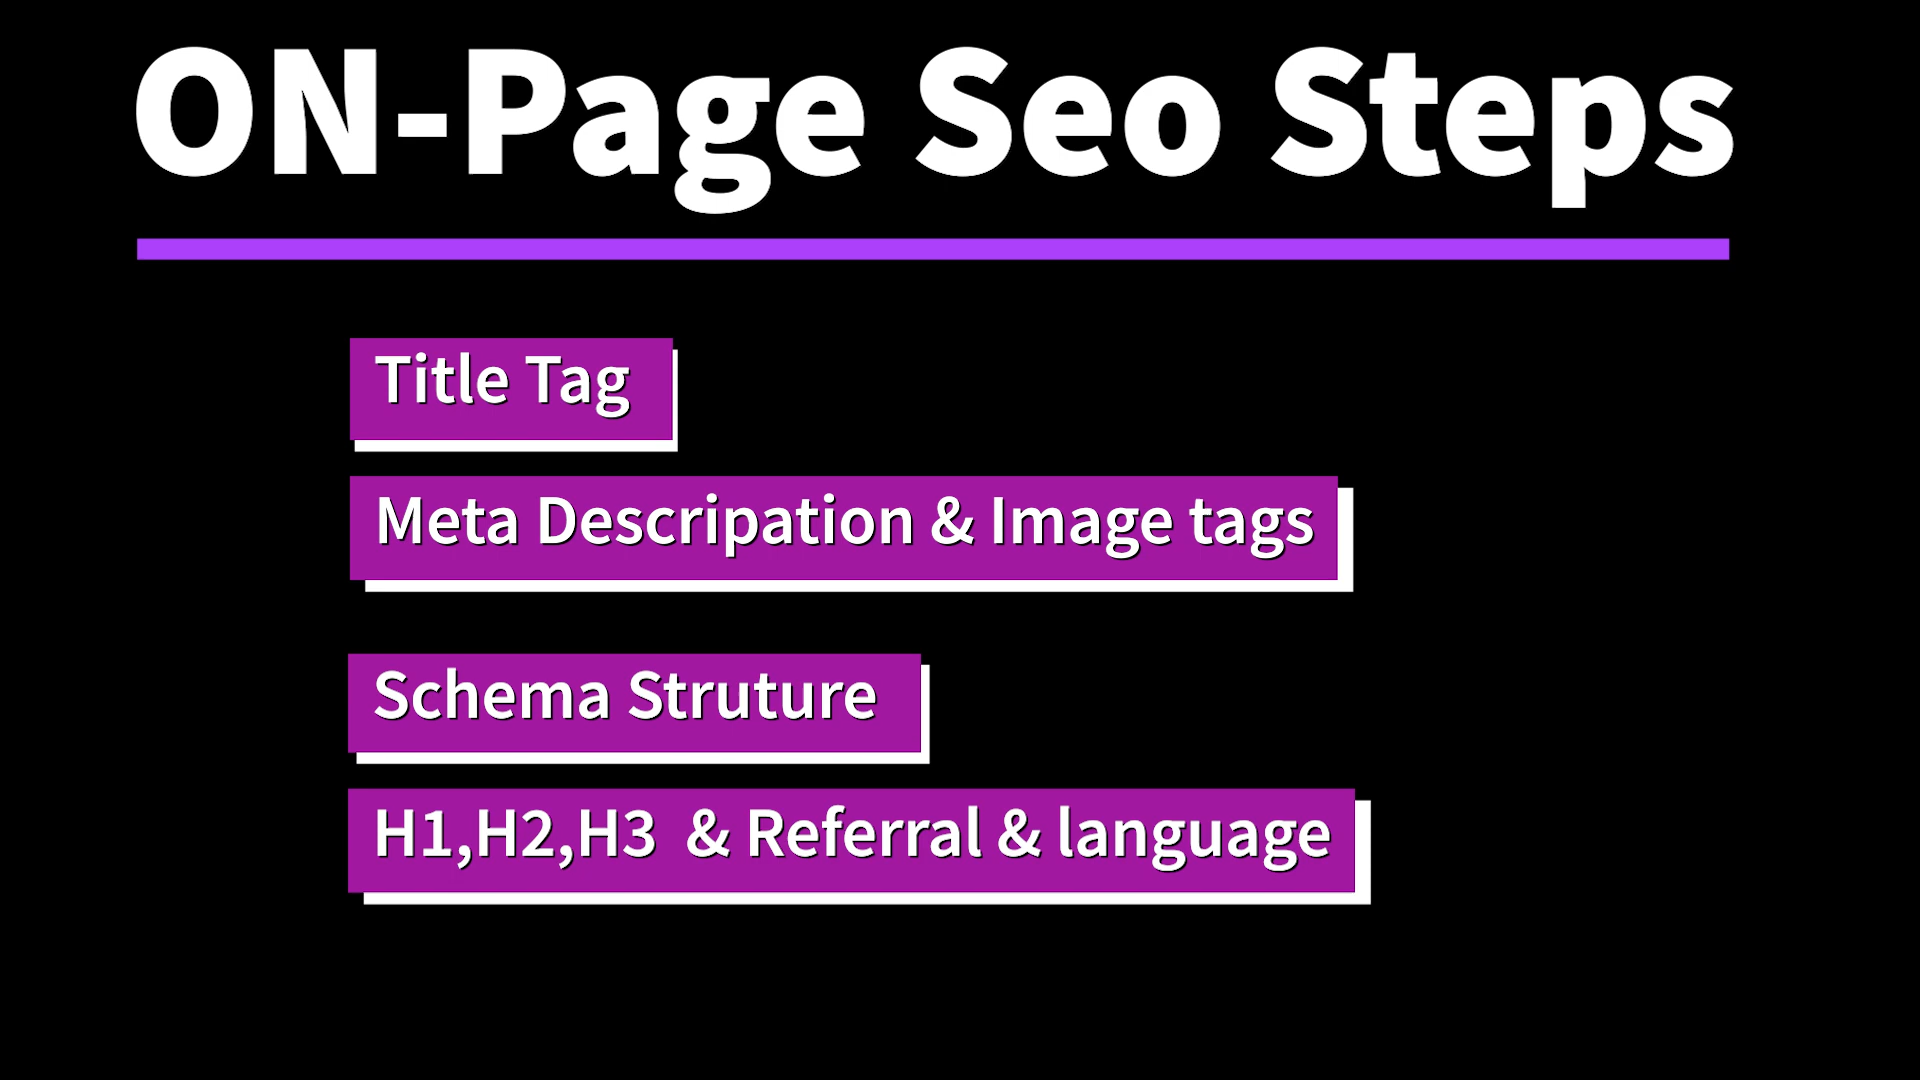 ON-Page Seo Steps
Title Tag
Meta Descripation & Image tags
Schema Struture
H1,H2,H3  & Referral & language